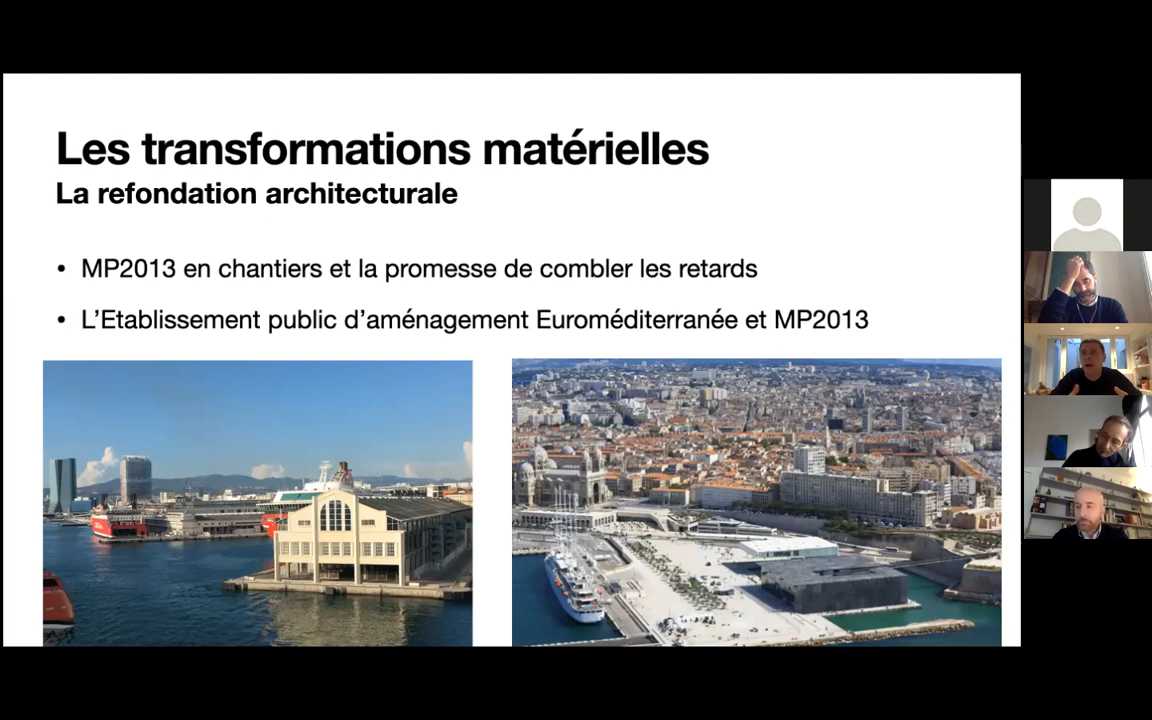 Les transformations matérielles
La refondation architecturale
• MP2013 en chantiers et la promesse de combler les retards
• L’Etablissement public d’aménagement Euroméditerranée et MP2013